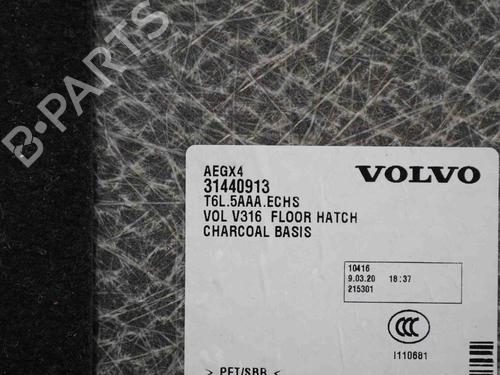 B-PARTS
AEGX4
31440913
VOLVO
T6L.5AAA.ECHS
VOL V316 FLOOR HATCH
CHARCOAL BASIS
10416
9.03.20 18:37
215301
CCC
I110681
> PET/SBR <